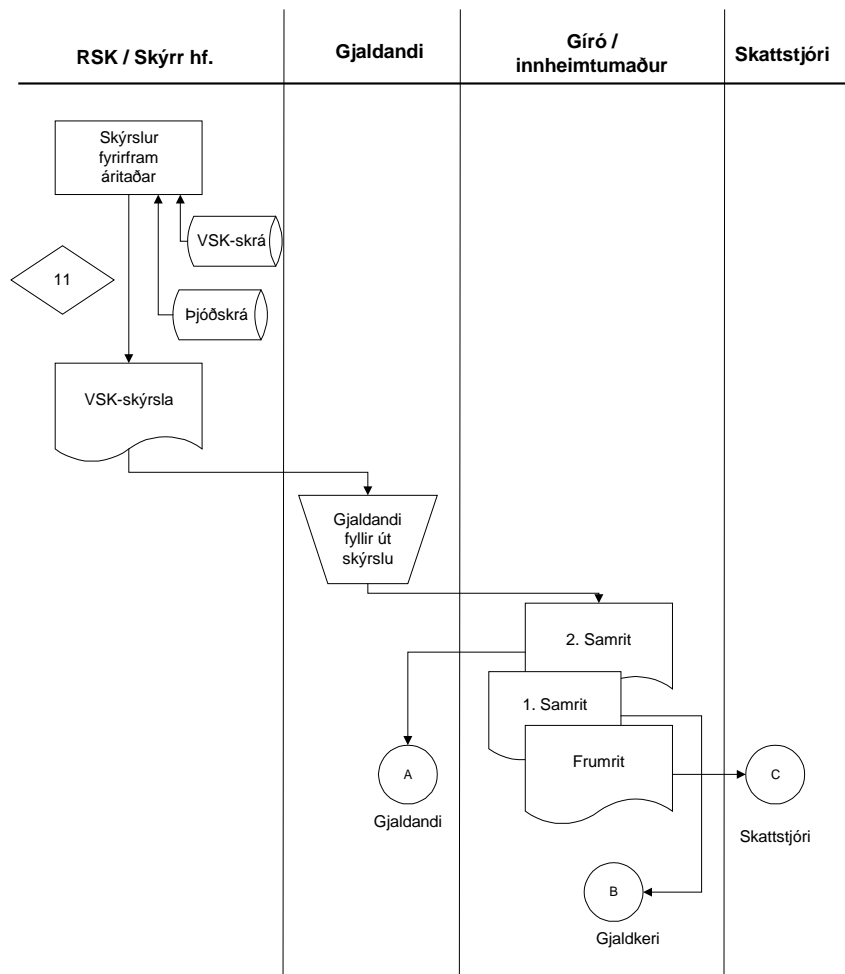 RSK / Skýrr hf.
Gjaldandi
Gíró /
innheimtumaður
Skattstjóri
Skýrslur
fyrirfram
áritaðar
VSK-skrá
11
Þjóðskrá
VSK-skýrsla
Gjaldandi
fyllir út
skýrslu
2. Samrit
1. Samrit
Frumrit
A
Gjaldandi
C
Skattstjóri
B
Gjaldkeri